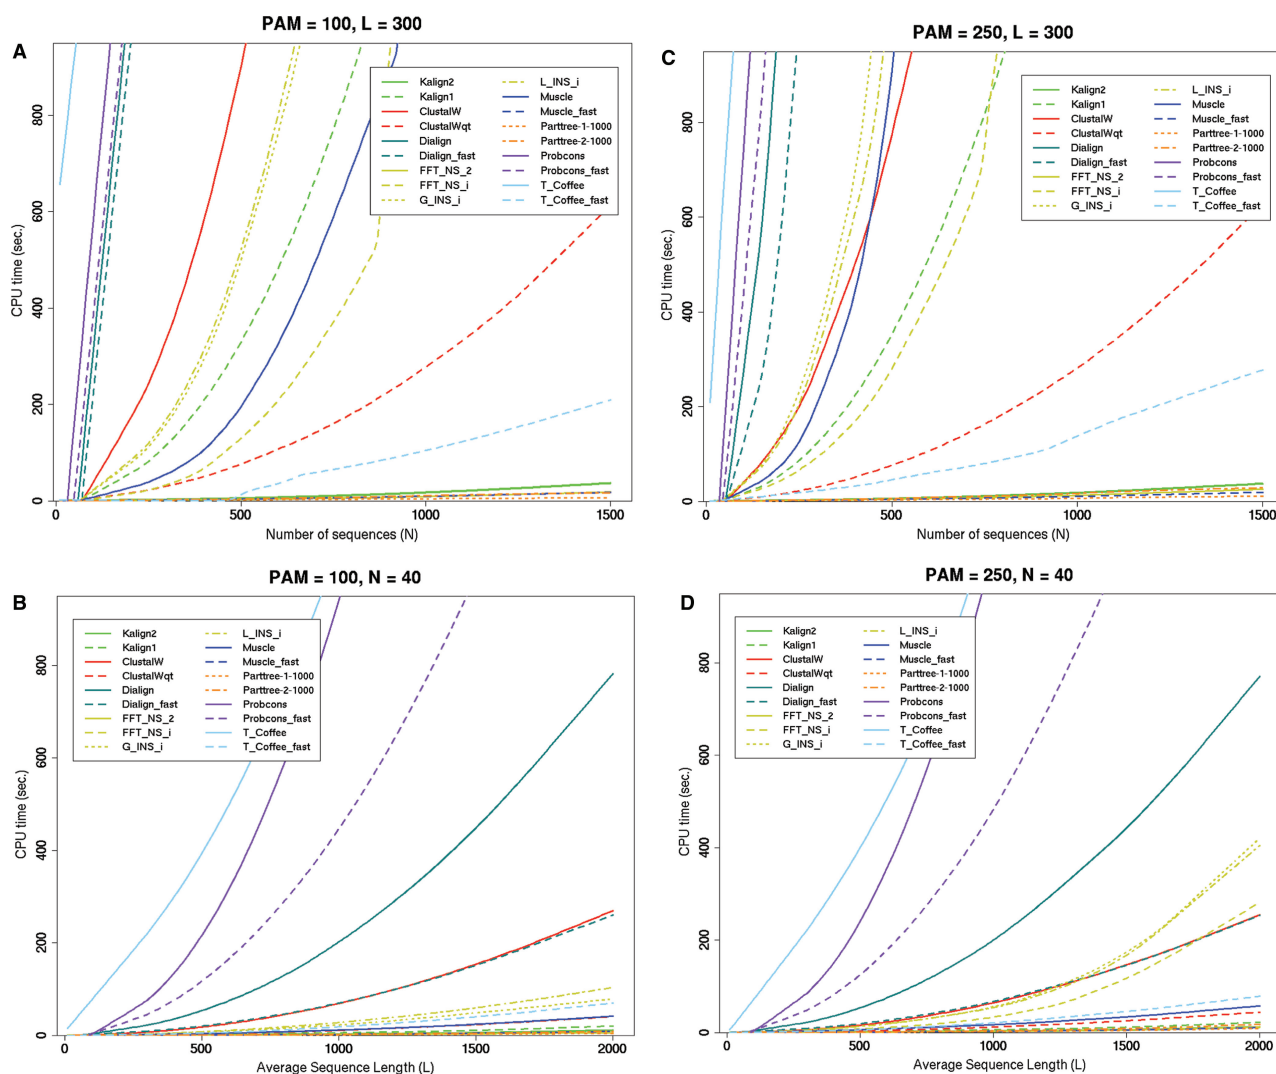 PAM = 100, L = 300
A
CPU time (sec.)
0
200
400
600
800
Kalign2
Kalign1
ClustalW
ClustalWqt
Dialign
Dialign_fast
FFT_NS_2
FFT_NS_i
G_INS_i
L_INS_i
Muscle
Muscle_fast
Parttree-1-1000
Parttree-2-1000
Probcons
Probcons_fast
T_Coffee
T_Coffee_fast
0
500
1000
1500
Number of sequences (N)
PAM = 250, L = 300
C
CPU time (sec.)
0
200
400
600
800
Kalign2
Kalign1
ClustalW
ClustalWqt
Dialign
Dialign_fast
FFT_NS_2
FFT_NS_i
G_INS_i
L_INS_i
Muscle
Muscle_fast
Parttree-1-1000
Parttree-2-1000
Probcons
Probcons_fast
T_Coffee
T_Coffee_fast
0
500
1000
1500
Number of sequences (N)
PAM = 100, N = 40
B
CPU time (sec.)
0
200
400
600
800
Kalign2
Kalign1
ClustalW
ClustalWqt
Dialign
Dialign_fast
FFT_NS_2
FFT_NS_i
G_INS_i
L_INS_i
Muscle
Muscle_fast
Parttree-1-1000
Parttree-2-1000
Probcons
Probcons_fast
T_Coffee
T_Coffee_fast
0
500
1000
1500
2000
Average Sequence Length (L)
PAM = 250, N = 40
D
CPU time (sec.)
0
200
400
600
800
Kalign2
Kalign1
ClustalW
ClustalWqt
Dialign
Dialign_fast
FFT_NS_2
FFT_NS_i
G_INS_i
L_INS_i
Muscle
Muscle_fast
Parttree-1-1000
Parttree-2-1000
Probcons
Probcons_fast
T_Coffee
T_Coffee_fast
0
500
1000
1500
2000
Average Sequence Length (L)